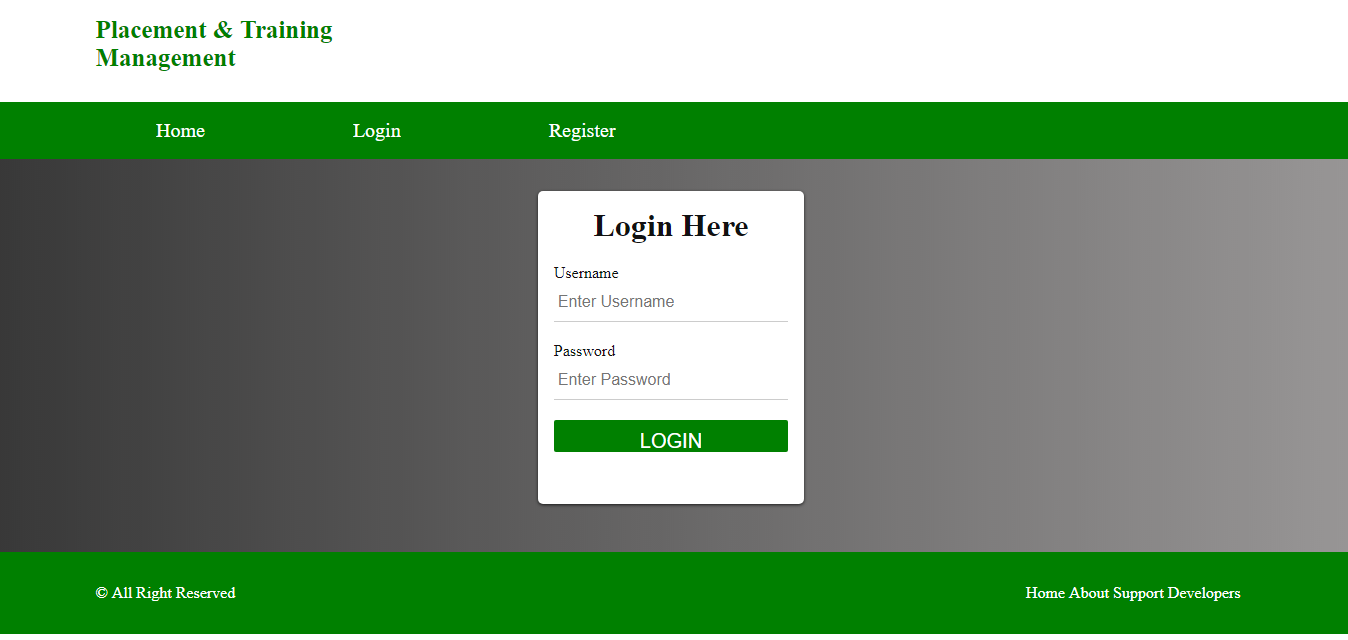 Placement & Training
Management
Home Login Register
Login Here
Username
Enter Username
Password
Enter Password
LOGIN
© All Right Reserved
Home About Support Developers